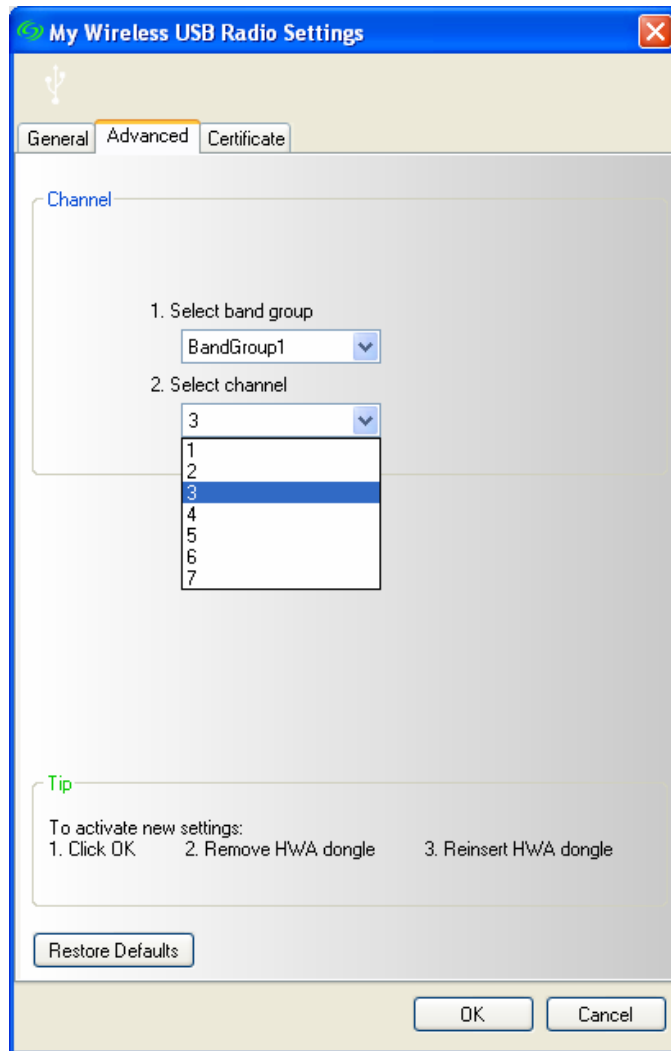 My Wireless USB Radio Settings
General Advanced Certificate
Channel
1. Select band group
BandGroup1
2. Select channel
3
1
2
3
4
5
6
7
Tip
To activate new settings:
1. Click OK 2. Remove HWA dongle 3. Reinsert HWA dongle
Restore Defaults
OK Cancel